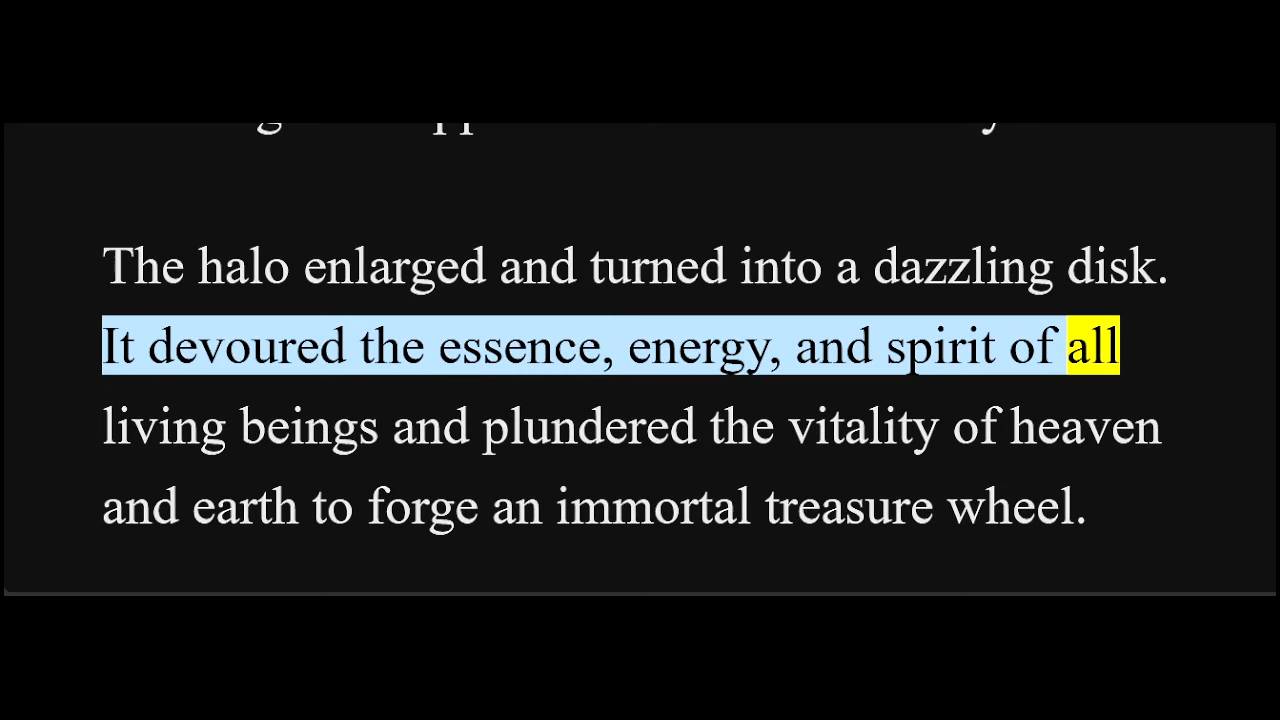 The halo enlarged and turned into a dazzling disk.
It devoured the essence, energy, and spirit of all
living beings and plundered the vitality of heaven
and earth to forge an immortal treasure wheel.